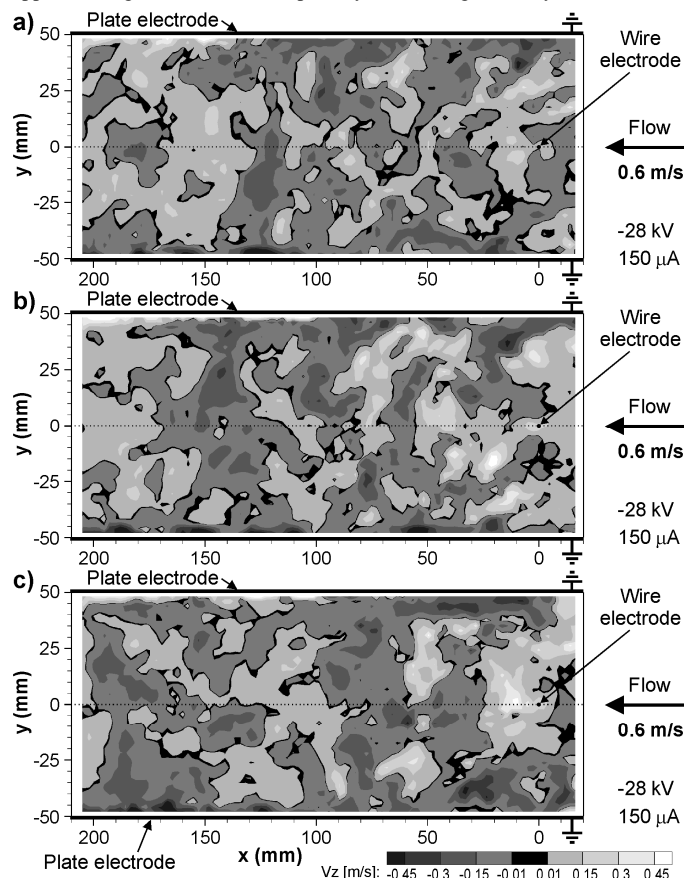 a)
Plate electrode
50
25
0
-25
-50
y (mm)
200 150 100 50 0
Wire
electrode
Flow
0.6 m/s
-28 kV
150 μA
b)
Plate electrode
50
25
0
-25
-50
y (mm)
200 150 100 50 0
Wire
electrode
Flow
0.6 m/s
-28 kV
150 μA
c)
Plate electrode
50
25
0
-25
-50
y (mm)
200 150 100 50 0
Wire
electrode
Flow
0.6 m/s
-28 kV
150 μA
Plate electrode
x (mm)
Vz [m/s]: -0.45 -0.3 -0.15 -0.01 0.01 0.15 0.3 0.45